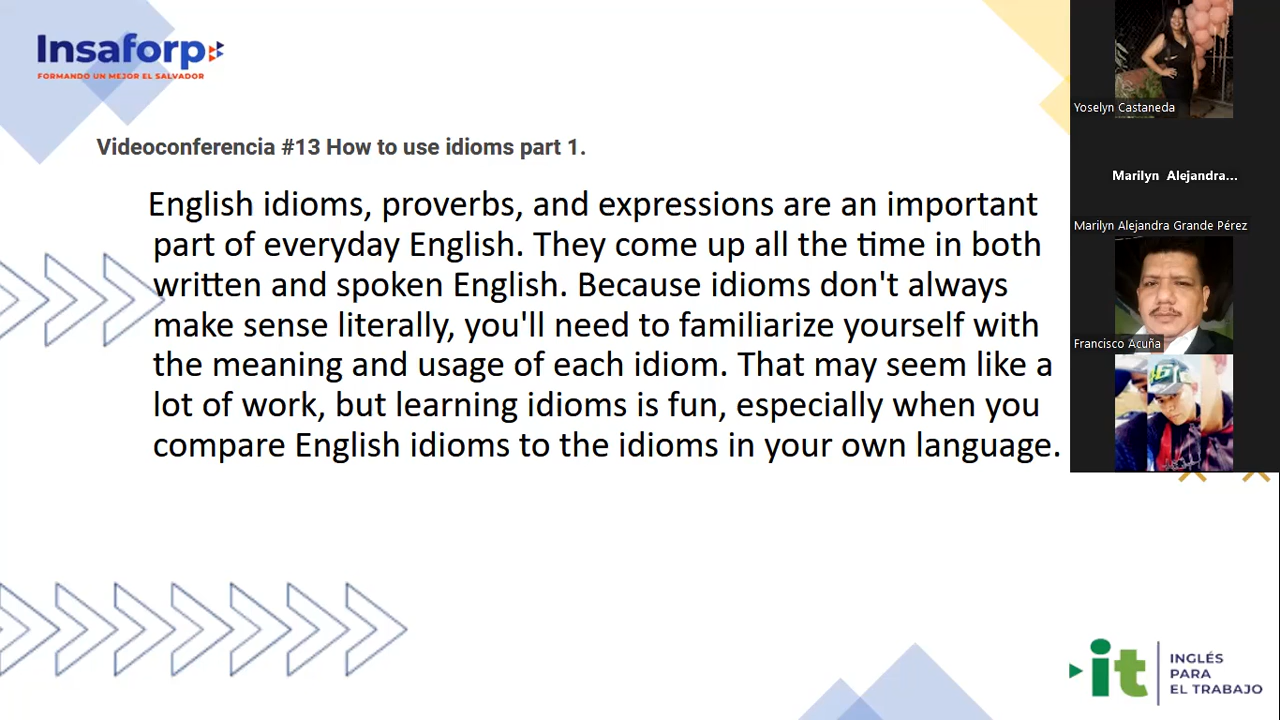 Insaforp
FORMANDO UN MEJOR EL SALVADOR
Videoconferencia #13 How to use idioms part 1.
English idioms, proverbs, and expressions are an important
part of everyday English. They come up all the time in both
written and spoken English. Because idioms don't always
make sense literally, you'll need to familiarize yourself with
the meaning and usage of each idiom. That may seem like a
lot of work, but learning idioms is fun, especially when you
compare English idioms to the idioms in your own language.
Yoselyn Castaneda
Marilyn Alejandra...
Marilyn Alejandra Grande Pérez
Francisco Acuña
it
INGLÉS
PARA
EL TRABAJO